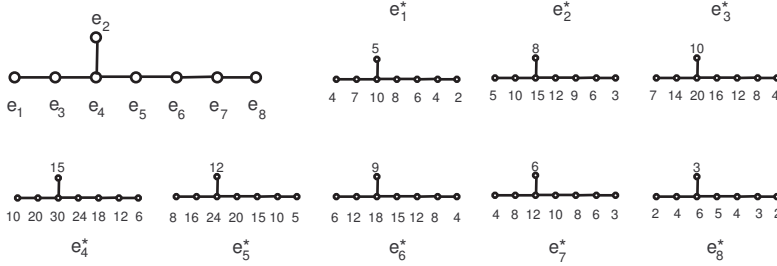 e₂
e₁ e₃ e₄ e₅ e₆ e₇ e₈
e₁*
5
4 7 10 8 6 4 2
e₂*
8
5 10 15 12 9 6 3
e₃*
10
7 14 20 16 12 8 4
15
10 20 30 24 18 12 6
e₄*
12
8 16 24 20 15 10 5
e₅*
9
6 12 18 15 12 8 4
e₆*
6
4 8 12 10 8 6 3
e₇*
3
2 4 6 5 4 3 2
e₈*